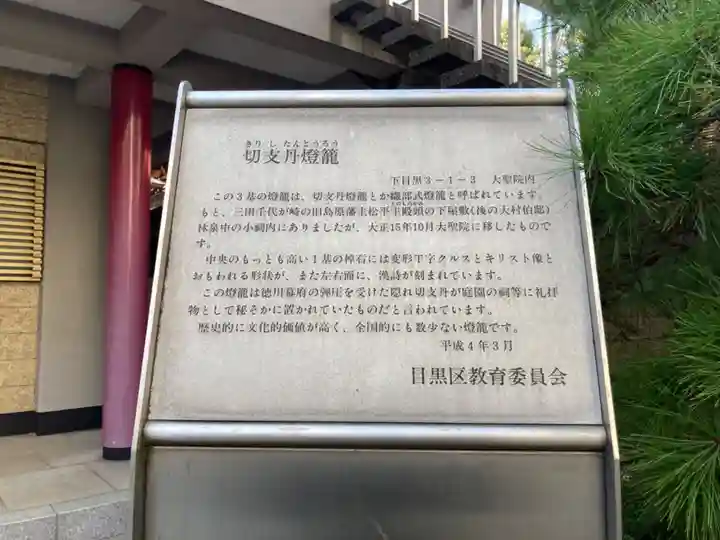 きりしたんとうろう
切支丹燈籠
下目黒3−1−3 大聖院内
この3基の燈籠は、切支丹燈籠とか織部式燈籠と呼ばれています。
もと、三田千代が崎の旧島原藩主松平主殿頭の下屋敷(後の大村伯邸)
とのものかみ
林泉中の小祠内にありましたが、大正15年10月大聖院に移したもので
す。
中央のもっとも高い1基の棹石には変形T字クルスとキリスト像と
おもわれる形状が、また左右面に、漢詩が刻まれています。
この燈籠は徳川幕府の弾圧を受けた隠れ切支丹が庭園の祠等に礼拝
物として秘そかに置かれていたものだと言われています。
歴史的に文化的価値が高く、全国的にも数少ない燈籠です。
平成4年3月
目黒区教育委員会